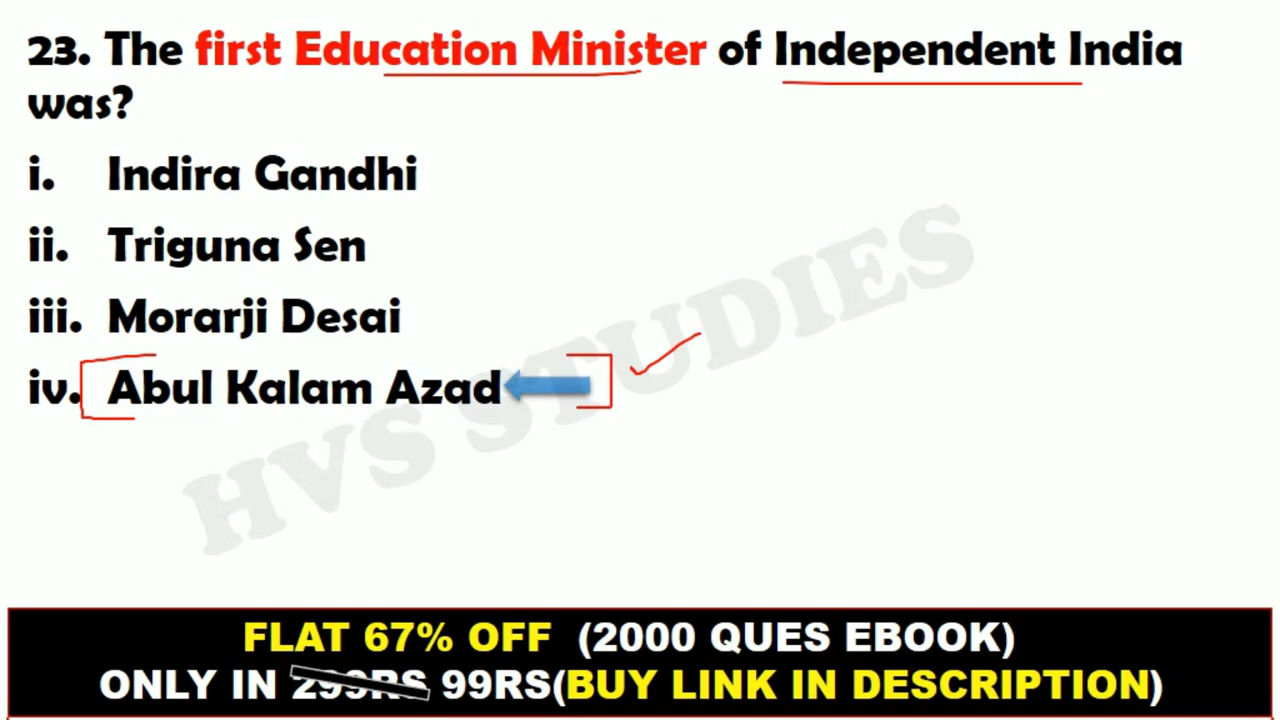 23. The first Education Minister of Independent India
was?
i. Indira Gandhi
ii. Triguna Sen
iii. Morarji Desai
iv. Abul Kalam Azad
HVS STUDIES
FLAT 67% OFF (2000 QUES EBOOK)
ONLY IN 299RS 99RS(BUY LINK IN DESCRIPTION)